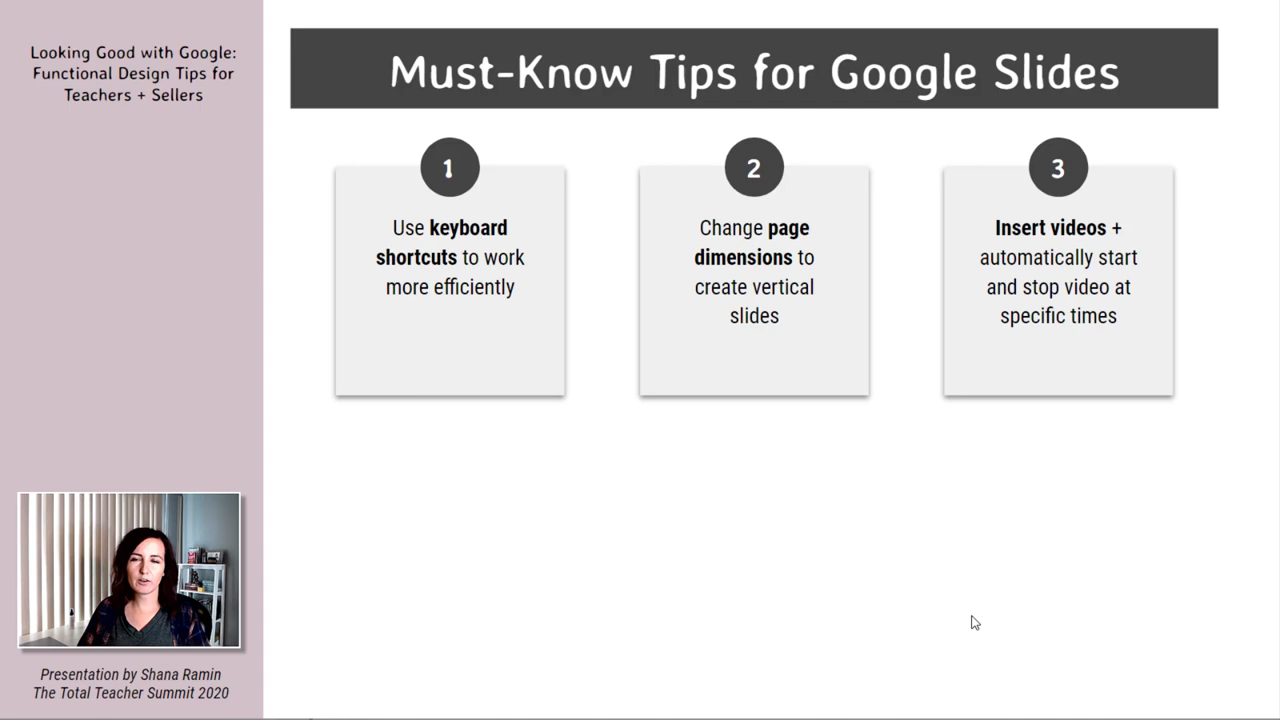 Looking Good with Google:
Functional Design Tips for
Teachers + Sellers
Must-Know Tips for Google Slides
1
Use keyboard
shortcuts to work
more efficiently
2
Change page
dimensions to
create vertical
slides
3
Insert videos +
automatically start
and stop video at
specific times
Presentation by Shana Ramin
The Total Teacher Summit 2020